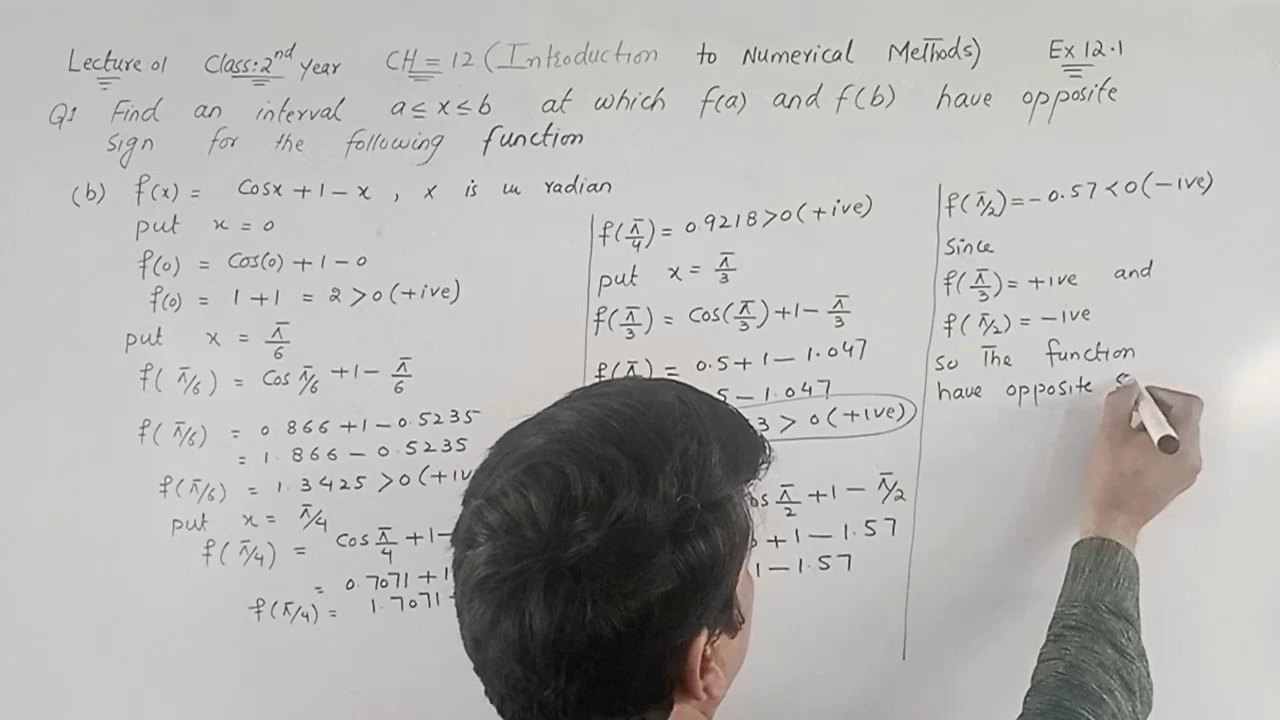 Lecture 01 Class: 2nd year CH = 12 (Introduction to Numerical Methods) Ex 12.1
Q1 Find an interval a ≤ x ≤ b at which f(a) and f(b) have opposite
sign for the following function
(b) f(x) = Cosx + 1 - x , x is in radian
put x = 0
f(0) = Cos(0) + 1 - 0
f(0) = 1 + 1 = 2 > 0 (+ive)
put x = π/6
f(π/6) = Cos π/6 + 1 - π/6
f(π/6) = 0.866 + 1 - 0.5235
= 1.866 - 0.5235
f(π/6) = 1.3425 > 0 (+iv
put x = π/4
f(π/4) = cos π/4 + 1 -
= 0.7071 + 1
f(π/4) = 1.7071 -
f(π/4) = 0.9218 > 0 (+ive)
put x = π/3
f(π/3) = cos(π/3) + 1 - π/3
f(π = 0.5 + 1 - 1.047
5 - 1.047
3 > 0 (+ive)
os π/2 + 1 - π/2
+ 1 - 1.57
1 - 1.57
f(π/2) = -0.57 < 0 (-ive)
Since
f(π/3) = +ive and
f(π/2) = -ive
so The function
have opposite s